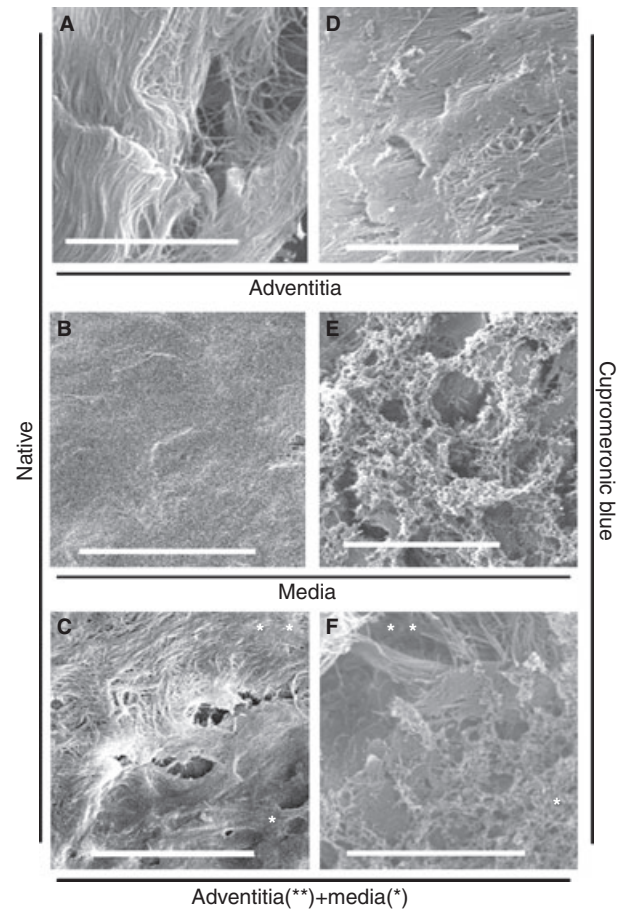 A
D
Adventitia
B
E
Media
C
* *
*
F
* *
*
Adventitia(**)+media(*)
Native
Cupromeronic blue